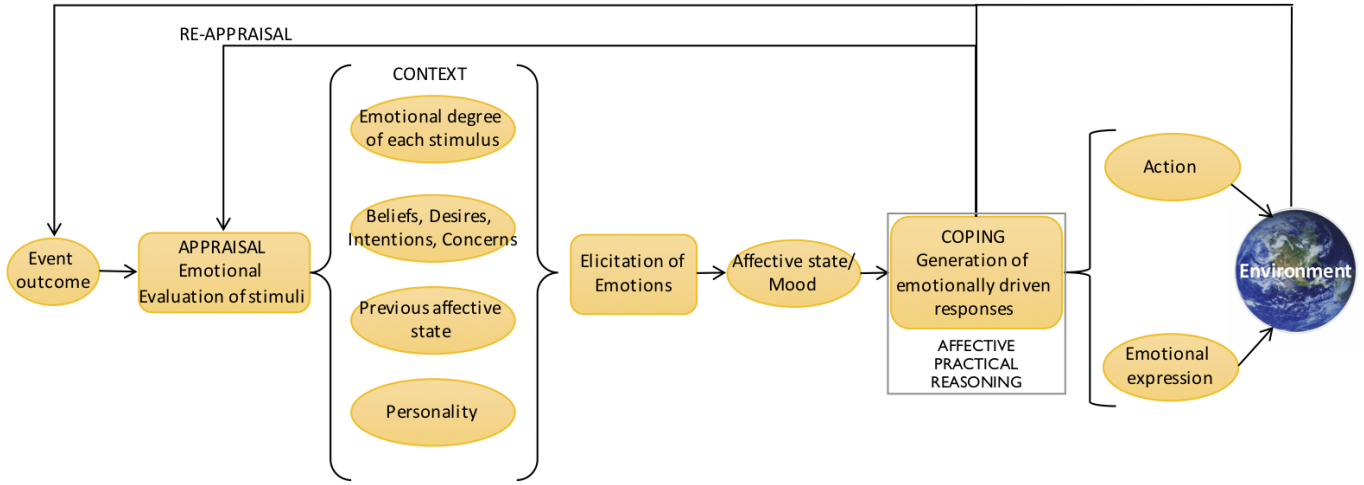 RE-APPRAISAL
CONTEXT
Emotional degree
of each stimulus
Beliefs, Desires,
Intentions, Concerns
Previous affective
state
Personality
Event
outcome
APPRAISAL
Emotional
Evaluation of stimuli
Elicitation of
Emotions
Affective state/
Mood
COPING
Generation of
emotionally driven
responses
AFFECTIVE
PRACTICAL
REASONING
Action
Emotional
expression
Environment